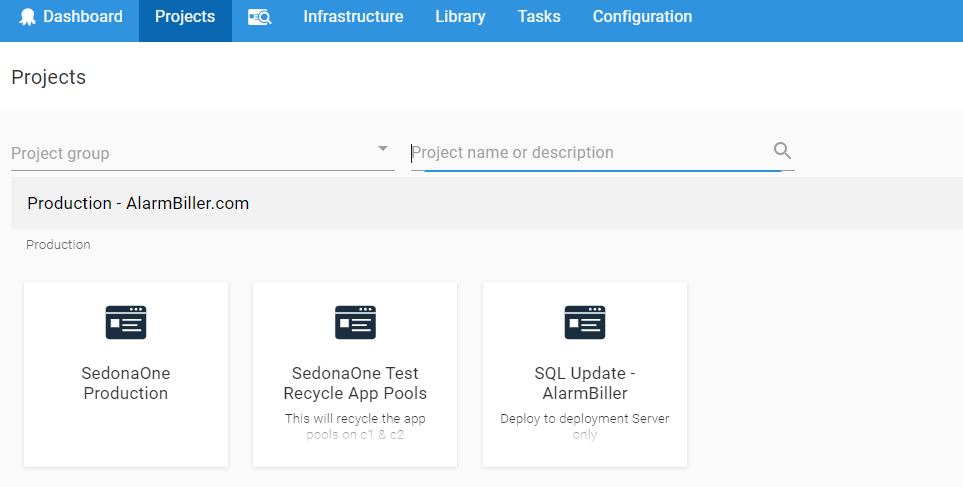 Dashboard Projects Infrastructure Library Tasks Configuration
Projects
Project group Project name or description
Production - AlarmBiller.com
Production
SedonaOne
Production
SedonaOne Test
Recycle App Pools
This will recycle the app
pools on c1 & c2
SQL Update -
AlarmBiller
Deploy to deployment Server
only